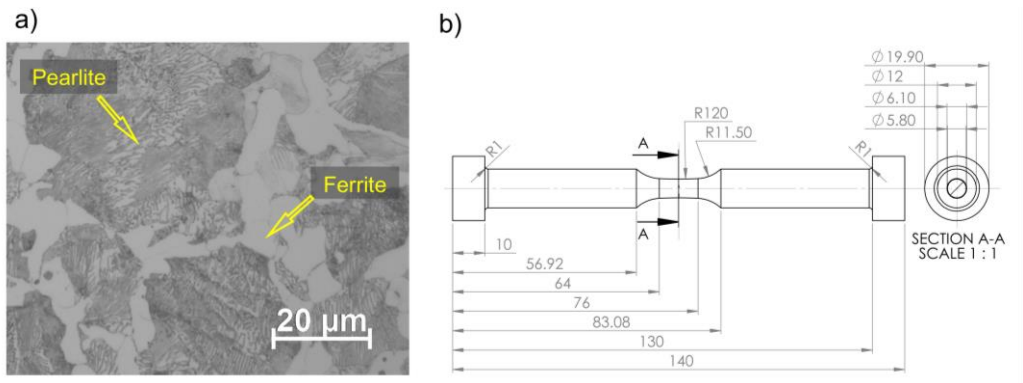 a)
Pearlite
Ferrite
20 µm
b)
Ø19.90
Ø12
Ø6.10
Ø5.80
R120
R11.50
A
R1
R1
A
10
56.92
64
76
83.08
130
140
SECTION A-A
SCALE 1 : 1